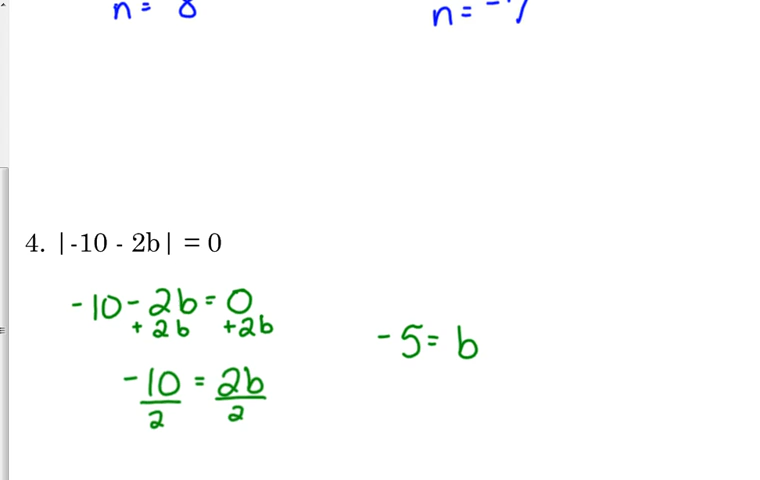 n = 8
n = -7
4. |-10 - 2b| = 0
-10 - 2b = 0
+ 2b +2b
-5 = b
-10 = 2b
2 2